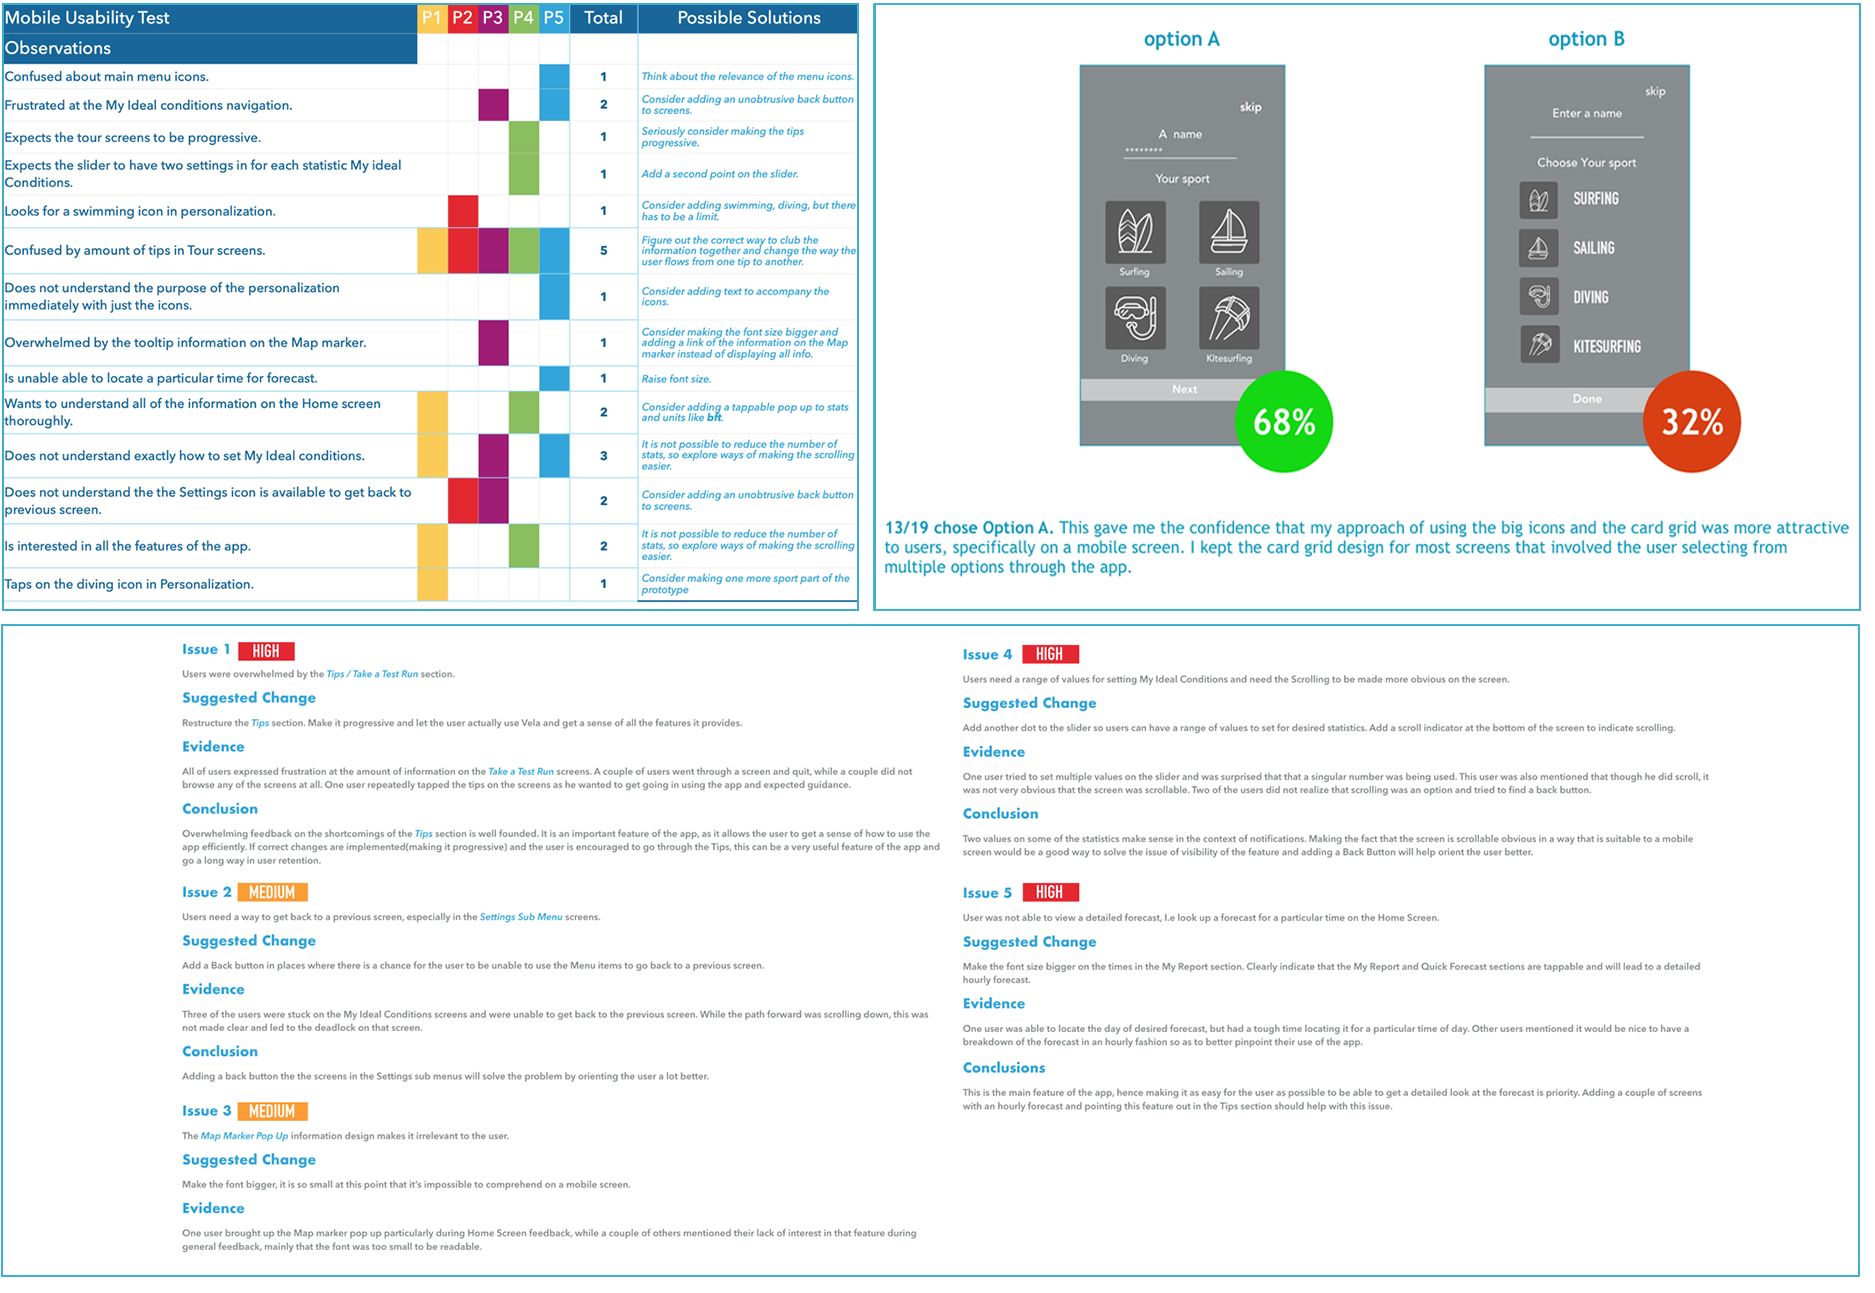 Mobile Usability Test P1 P2 P3 P4 P5 Total Possible Solutions
Observations
Confused about main menu icons. 1 Think about the relevance of the menu icons.
Frustrated at the My Ideal conditions navigation. 2 Consider adding an unobtrusive back button
to screens.
Expects the tour screens to be progressive. 1 Seriously consider making the tips
progressive.
Expects the slider to have two settings in for each statistic My ideal
Conditions. 1 Add a second point on the slider.
Looks for a swimming icon in personalization. 1 Consider adding swimming, diving, but there
has to be a limit.
Confused by amount of tips in Tour screens. 5 Figure out the correct way to club the
information together and change the way the
user flows from one tip to another.
Does not understand the purpose of the personalization
immediately with just the icons. 1 Consider adding text to accompany the
icons.
Overwhelmed by the tooltip information on the Map marker. 1 Consider making the font size bigger and
adding a link of the information on the Map
marker instead of displaying all info.
Is unable able to locate a particular time for forecast. 1 Raise font size.
Wants to understand all of the information on the Home screen
thoroughly. 2 Consider adding a tappable pop up to stats
and units like bft.
Does not understand exactly how to set My Ideal conditions. 3 It is not possible to reduce the number of
stats, so explore ways of making the scrolling
easier.
Does not understand the the Settings icon is available to get back to
previous screen. 2 Consider adding an unobtrusive back button
to screens.
Is interested in all the features of the app. 2 It is not possible to reduce the number of
stats, so explore ways of making the scrolling
easier.
Taps on the diving icon in Personalization. 1 Consider making one more sport part of the
prototype
option A
skip
A name
********
Your sport
Surfing Sailing
Diving Kitesurfing
Next
68%
option B
skip
Enter a name
Choose Your sport
SURFING
SAILING
DIVING
KITESURFING
Done
32%
13/19 chose Option A. This gave me the confidence that my approach of using the big icons and the card grid was more attractive
to users, specifically on a mobile screen. I kept the card grid design for most screens that involved the user selecting from
multiple options through the app.
Issue 1 HIGH
Users were overwhelmed by the Tips / Take a Test Run section.
Suggested Change
Restructure the Tips section. Make it progressive and let the user actually use Vela and get a sense of all the features it provides.
Evidence
All of users expressed frustration at the amount of information on the Take a Test Run screens. A couple of users went through a screen and quit, while a couple did not
browse any of the screens at all. One user repeatedly tapped the tips on the screens as he wanted to get going in using the app and expected guidance.
Conclusion
Overwhelming feedback on the shortcomings of the Tips section is well founded. It is an important feature of the app, as it allows the user to get a sense of how to use the
app efficiently. If correct changes are implemented(making it progressive) and the user is encouraged to go through the Tips, this can be a very useful feature of the app and
go a long way in user retention.
Issue 2 MEDIUM
Users need a way to get back to a previous screen, especially in the Settings Sub Menu screens.
Suggested Change
Add a Back button in places where there is a chance for the user to be unable to use the Menu items to go back to a previous screen.
Evidence
Three of the users were stuck on the My Ideal Conditions screens and were unable to get back to the previous screen. While the path forward was scrolling down, this was
not made clear and led to the deadlock on that screen.
Conclusion
Adding a back button the the screens in the Settings sub menus will solve the problem by orienting the user a lot better.
Issue 3 MEDIUM
The Map Marker Pop Up information design makes it irrelevant to the user.
Suggested Change
Make the font bigger, it is so small at this point that it's impossible to comprehend on a mobile screen.
Evidence
One user brought up the Map marker pop up particularly during Home Screen feedback, while a couple of others mentioned their lack of interest in that feature during
general feedback, mainly that the font was too small to be readable.
Issue 4 HIGH
Users need a range of values for setting My Ideal Conditions and need the Scrolling to be made more obvious on the screen.
Suggested Change
Add another dot to the slider so users can have a range of values to set for desired statistics. Add a scroll indicator at the bottom of the screen to indicate scrolling.
Evidence
One user tried to set multiple values on the slider and was surprised that that a singular number was being used. This user was also mentioned that though he did scroll, it
was not very obvious that the screen was scrollable. Two of the users did not realize that scrolling was an option and tried to find a back button.
Conclusion
Two values on some of the statistics make sense in the context of notifications. Making the fact that the screen is scrollable obvious in a way that is suitable to a mobile
screen would be a good way to solve the issue of visibility of the feature and adding a Back Button will help orient the user better.
Issue 5 HIGH
User was not able to view a detailed forecast, I.e look up a forecast for a particular time on the Home Screen.
Suggested Change
Make the font size bigger on the times in the My Report section. Clearly indicate that the My Report and Quick Forecast sections are tappable and will lead to a detailed
hourly forecast.
Evidence
One user was able to locate the day of desired forecast, but had a tough time locating it for a particular time of day. Other users mentioned it would be nice to have a
breakdown of the forecast in an hourly fashion so as to better pinpoint their use of the app.
Conclusions
This is the main feature of the app, hence making it as easy for the user as possible to be able to get a detailed look at the forecast is priority. Adding a couple of screens
with an hourly forecast and pointing this feature out in the Tips section should help with this issue.